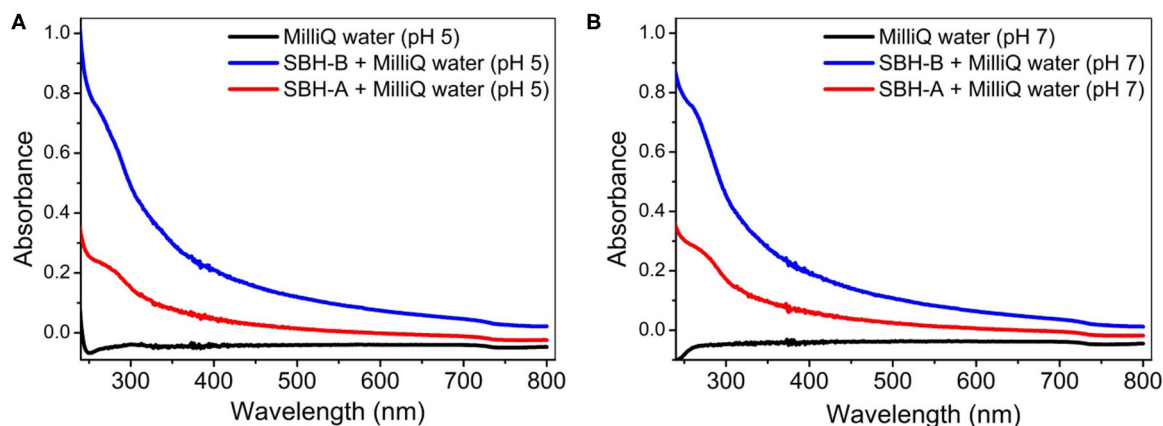 A
MilliQ water (pH 5)
SBH-B + MilliQ water (pH 5)
SBH-A + MilliQ water (pH 5)
1.0
0.8
0.6
0.4
0.2
0.0
Absorbance
300 400 500 600 700 800
Wavelength (nm)
B
MilliQ water (pH 7)
SBH-B + MilliQ water (pH 7)
SBH-A + MilliQ water (pH 7)
1.0
0.8
0.6
0.4
0.2
0.0
Absorbance
300 400 500 600 700 800
Wavelength (nm)